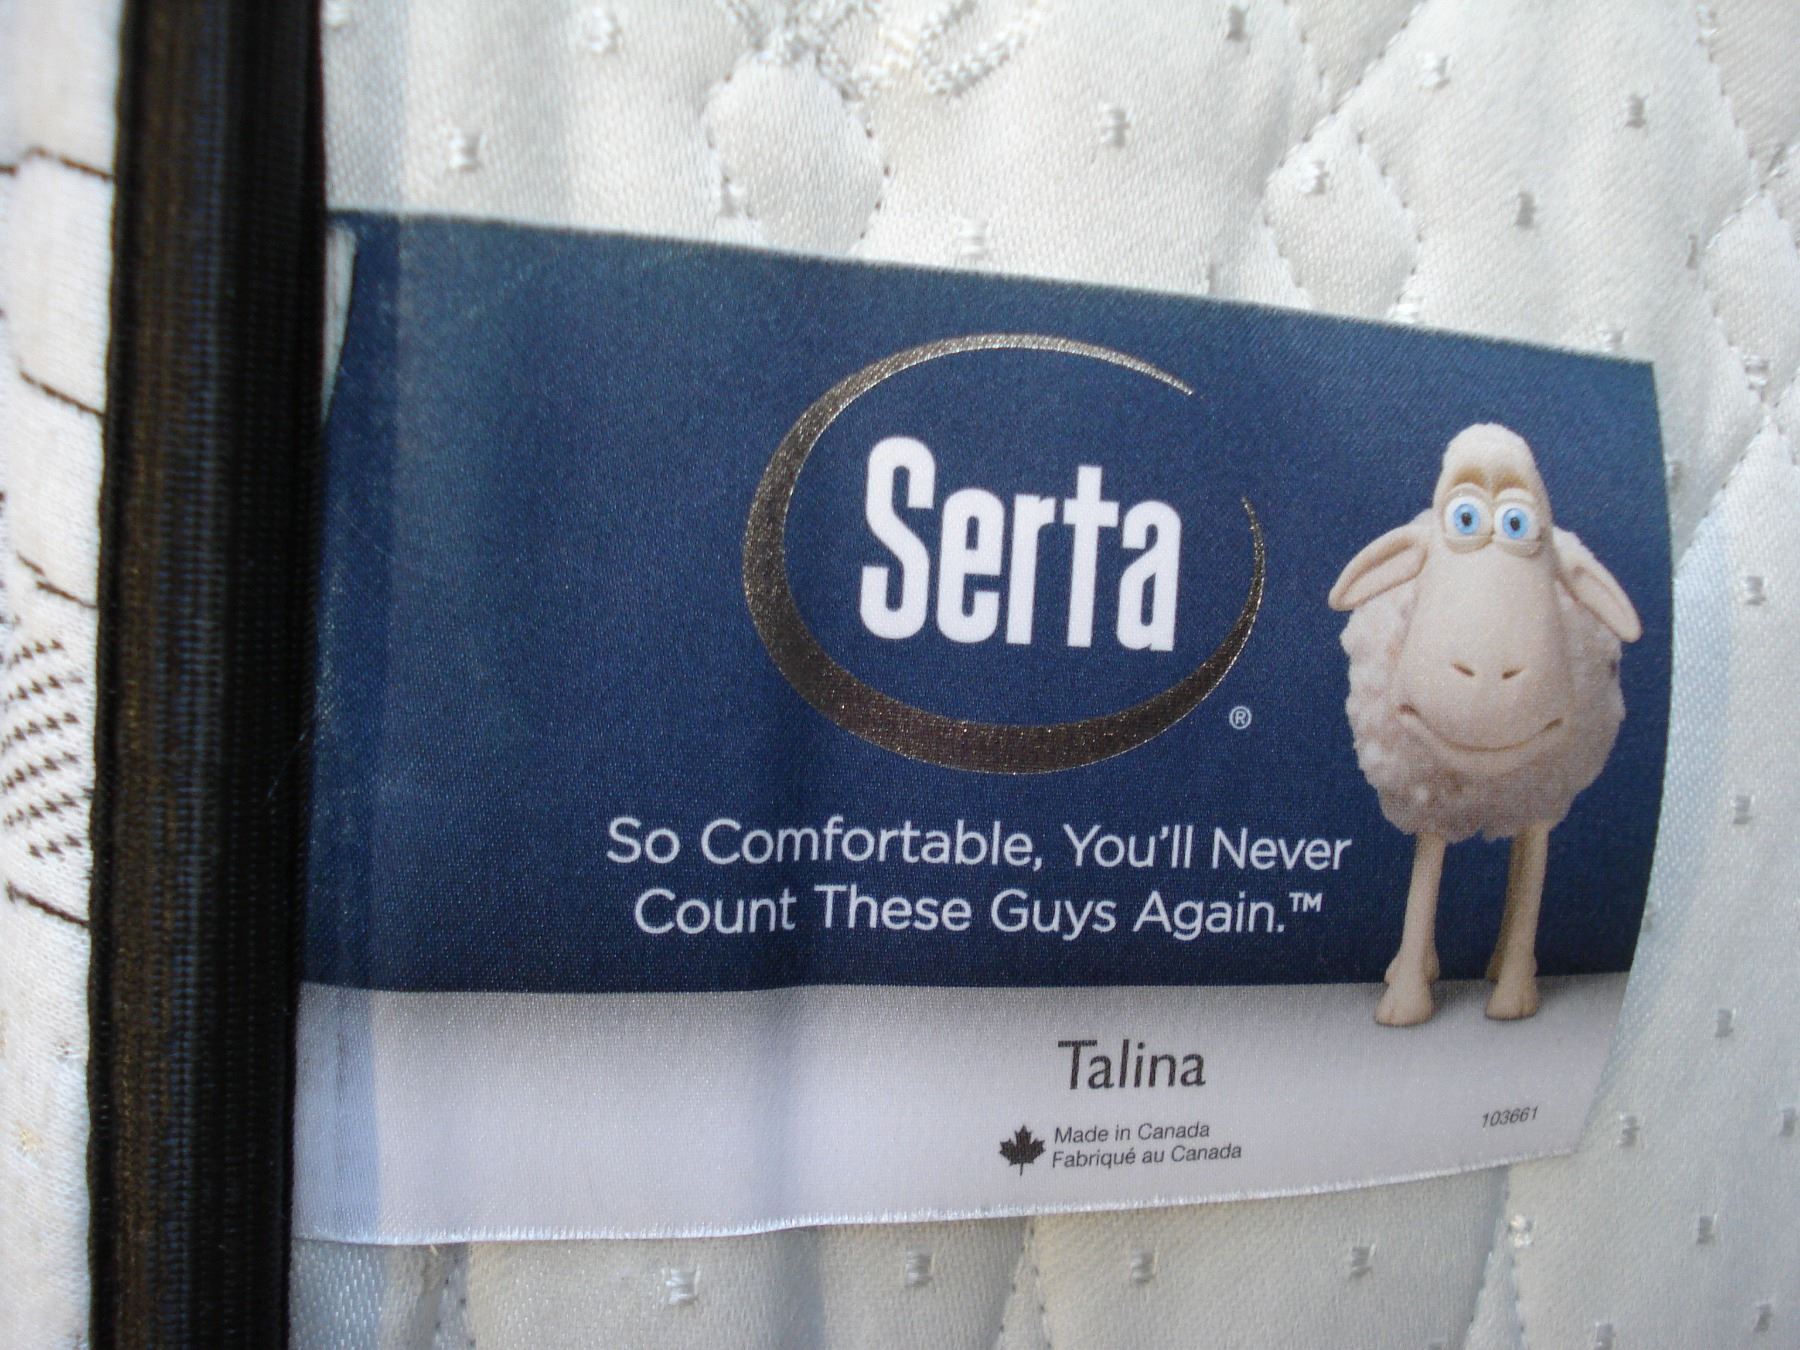 Serta
®
So Comfortable, You'll Never
Count These Guys Again.™
Talina
Made in Canada
Fabriqué au Canada
103661